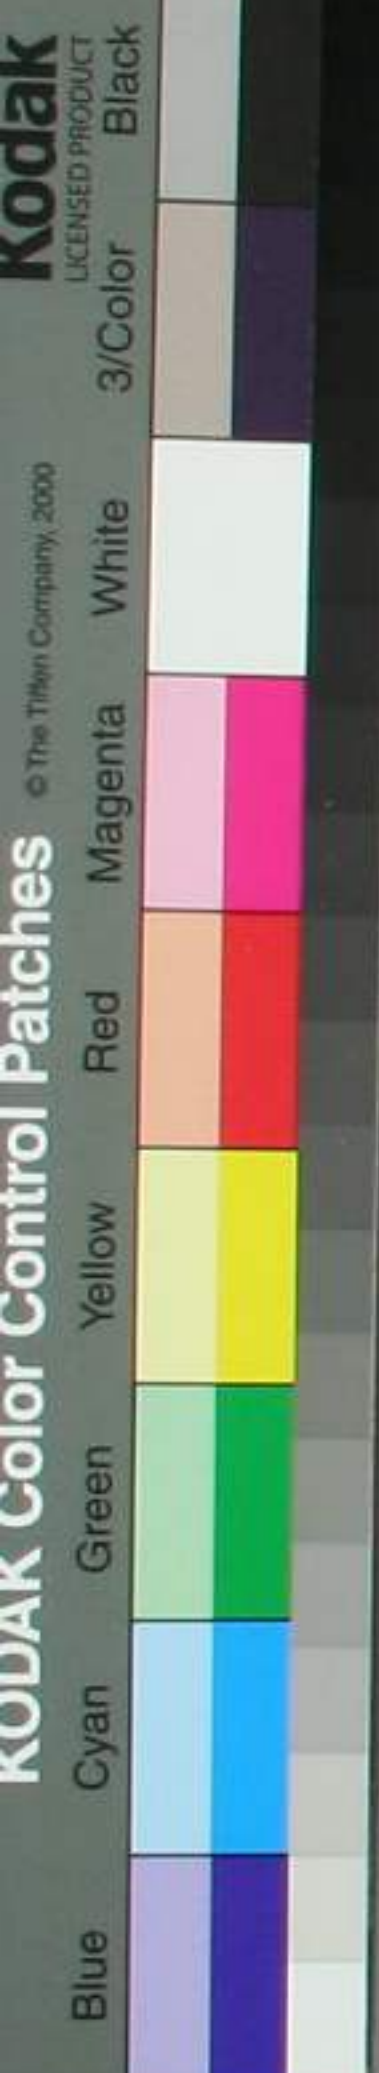 KODAK Color Control Patches © The Tiffen Company, 2000 Kodak
LICENSED PRODUCT
Blue Cyan Green Yellow Red Magenta White 3/Color Black